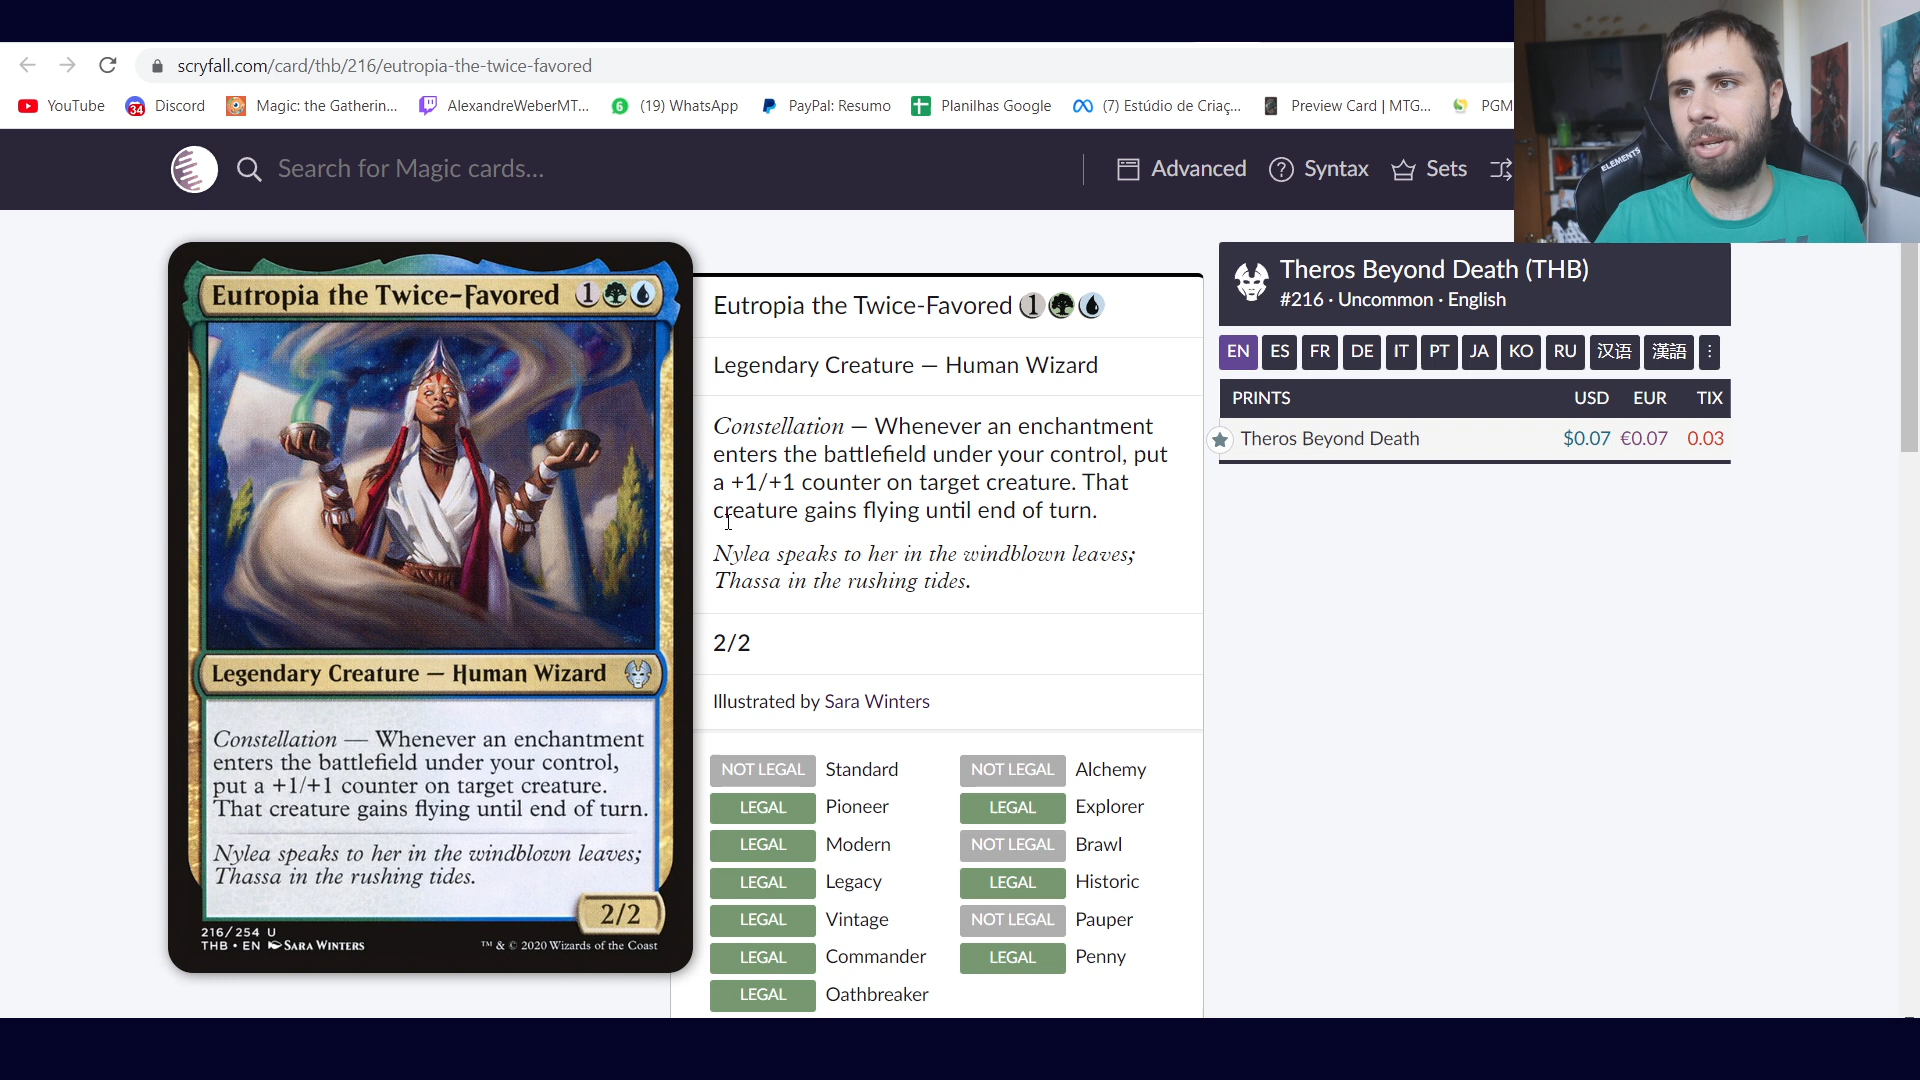 scryfall.com/card/thb/216/eutropia-the-twice-favored
YouTube
34
Discord
Magic: the Gatherin...
AlexandreWeberMT...
6
(19) WhatsApp
PayPal: Resumo
Planilhas Google
(7) Estúdio de Criaç...
Preview Card | MTG...
PGM
ELEMENTS
Search for Magic cards...
Advanced
? Syntax
Sets
Eutropia the Twice-Favored 1
Legendary Creature — Human Wizard
Constellation — Whenever an enchantment
enters the battlefield under your control,
put a +1/+1 counter on target creature.
That creature gains flying until end of turn.
Nylea speaks to her in the windblown leaves;
Thassa in the rushing tides.
2/2
216/254 U
THB • EN SARA WINTERS
™ & © 2020 Wizards of the Coast
Eutropia the Twice-Favored 1
Legendary Creature — Human Wizard
Constellation — Whenever an enchantment
enters the battlefield under your control, put
a +1/+1 counter on target creature. That
creature gains flying until end of turn.
Nylea speaks to her in the windblown leaves;
Thassa in the rushing tides.
2/2
Illustrated by Sara Winters
NOT LEGAL Standard NOT LEGAL Alchemy
LEGAL Pioneer LEGAL Explorer
LEGAL Modern NOT LEGAL Brawl
LEGAL Legacy LEGAL Historic
LEGAL Vintage NOT LEGAL Pauper
LEGAL Commander LEGAL Penny
LEGAL Oathbreaker
Theros Beyond Death (THB)
#216 · Uncommon · English
EN ES FR DE IT PT JA KO RU 汉语 漢語
PRINTS USD EUR TIX
Theros Beyond Death $0.07 €0.07 0.03